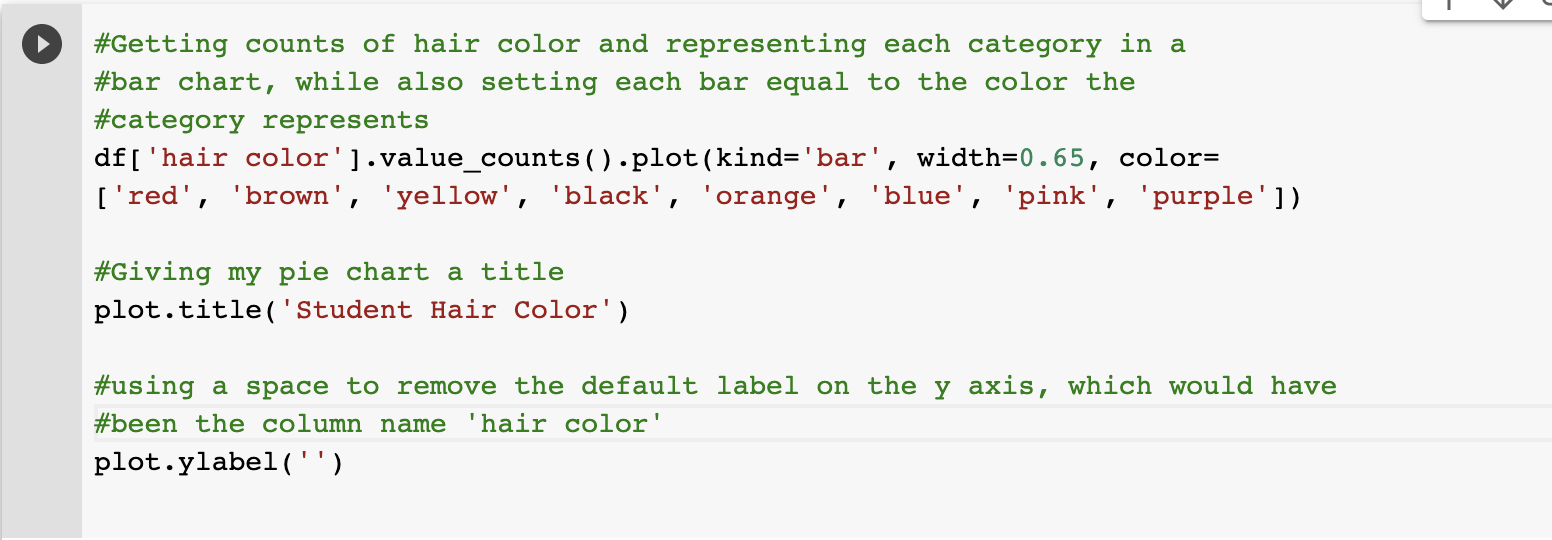 #Getting counts of hair color and representing each category in a
#bar chart, while also setting each bar equal to the color the
#category represents
df['hair color'].value_counts().plot(kind='bar', width=0.65, color=
['red', 'brown', 'yellow', 'black', 'orange', 'blue', 'pink', 'purple'])
#Giving my pie chart a title
plot.title('Student Hair Color')
#using a space to remove the default label on the y axis, which would have
#been the column name 'hair color'
plot.ylabel('')